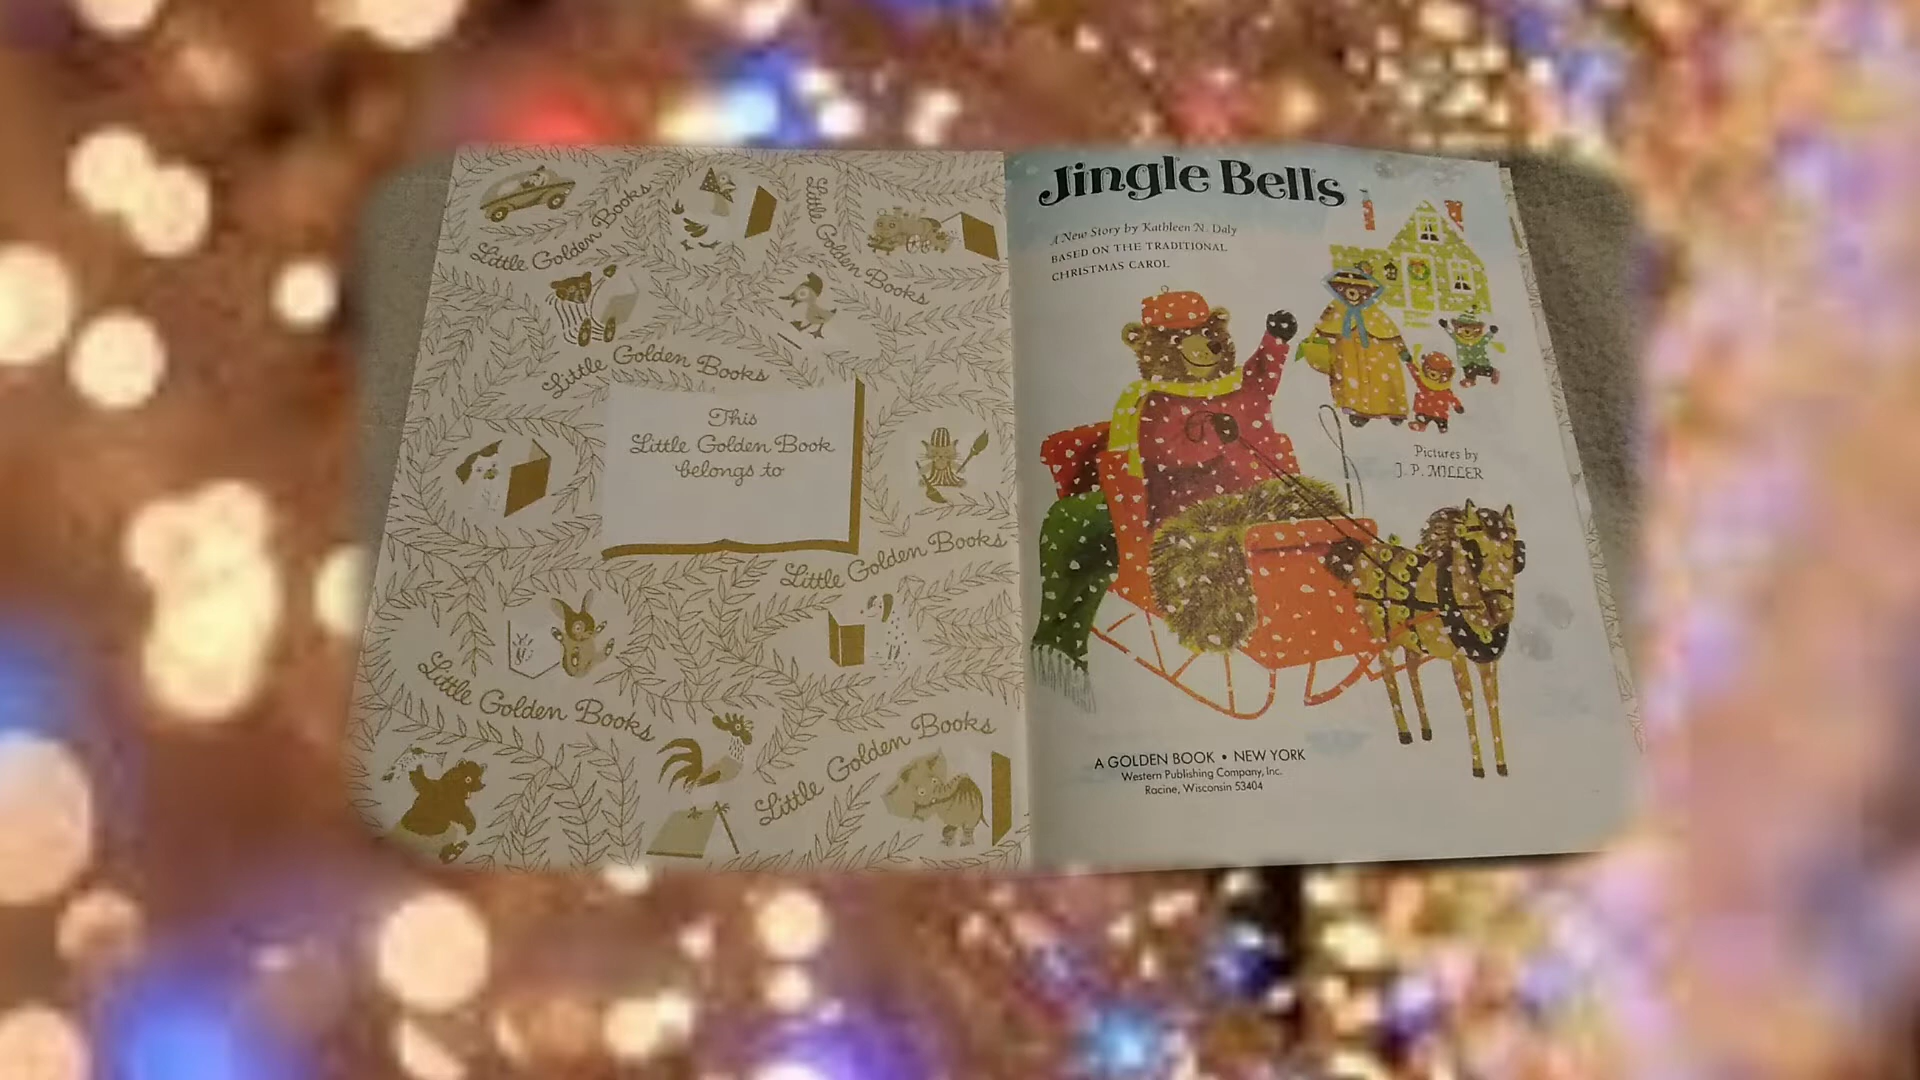 Little Golden Books
Little Golden Books
Little Golden Books
This
Little Golden Book
belongs to
Little Golden Books
Little Golden Books
Little Golden Books
Jingle Bells
A New Story by Kathleen N. Daly
BASED ON THE TRADITIONAL
CHRISTMAS CAROL
Pictures by
J. P. MILLER
A GOLDEN BOOK • NEW YORK
Western Publishing Company, Inc.
Racine, Wisconsin 53404